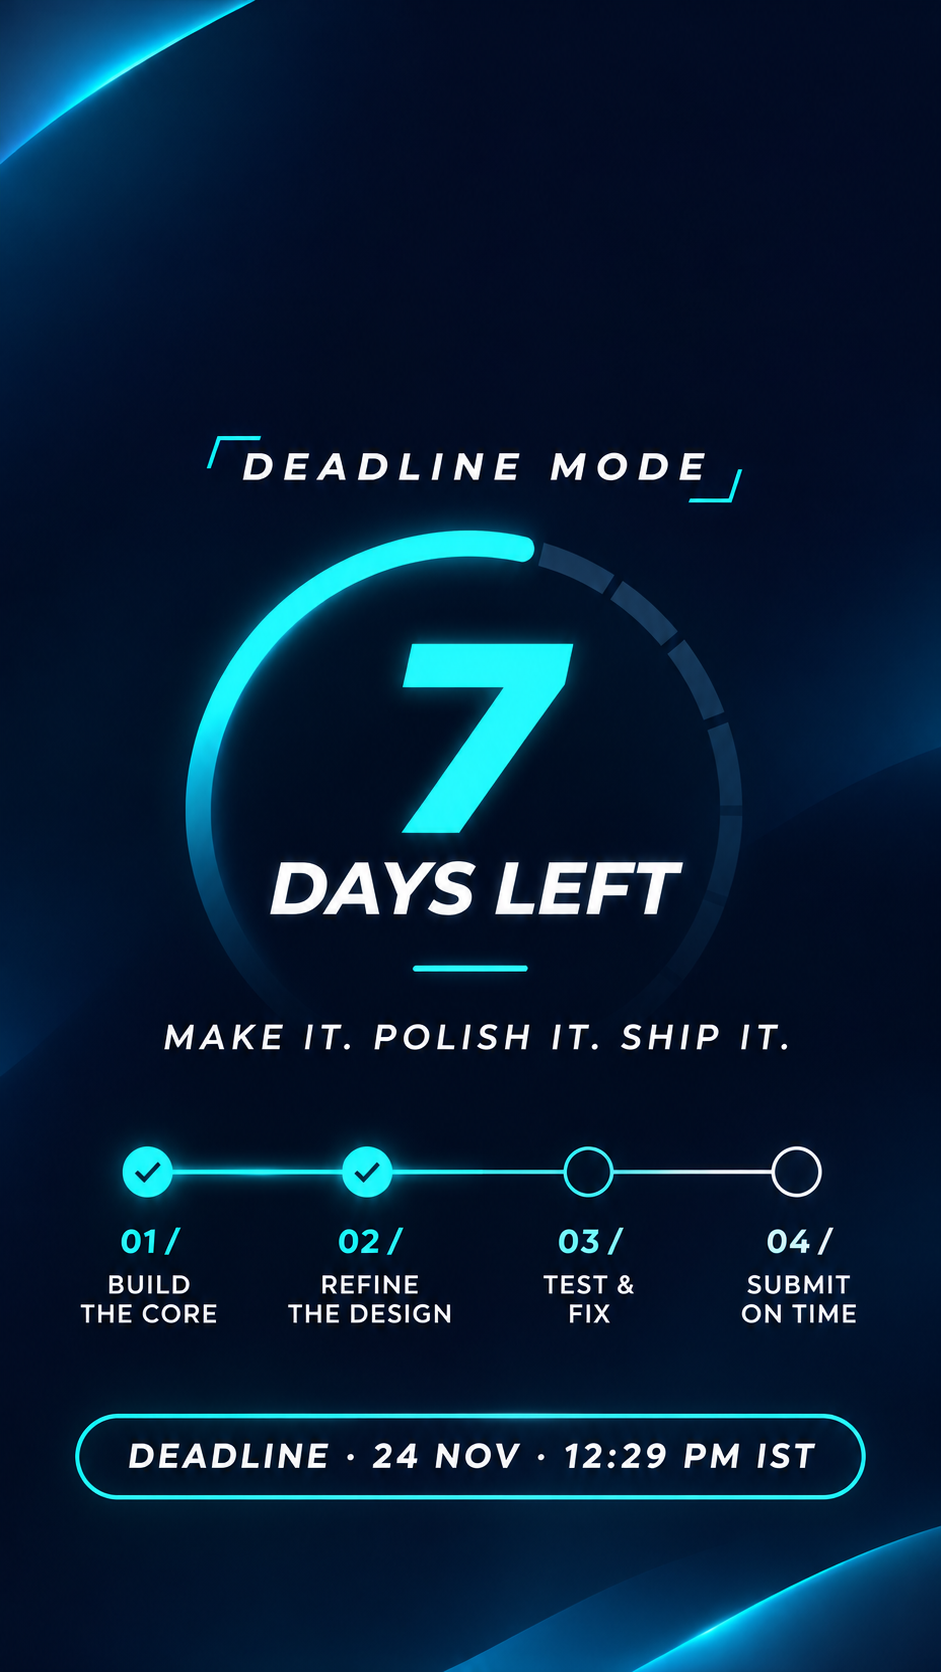 DEADLINE MODE
7
DAYS LEFT
MAKE IT. POLISH IT. SHIP IT.
01 /
BUILD
THE CORE
02 /
REFINE
THE DESIGN
03 /
TEST &
FIX
04 /
SUBMIT
ON TIME
DEADLINE · 24 NOV · 12:29 PM IST